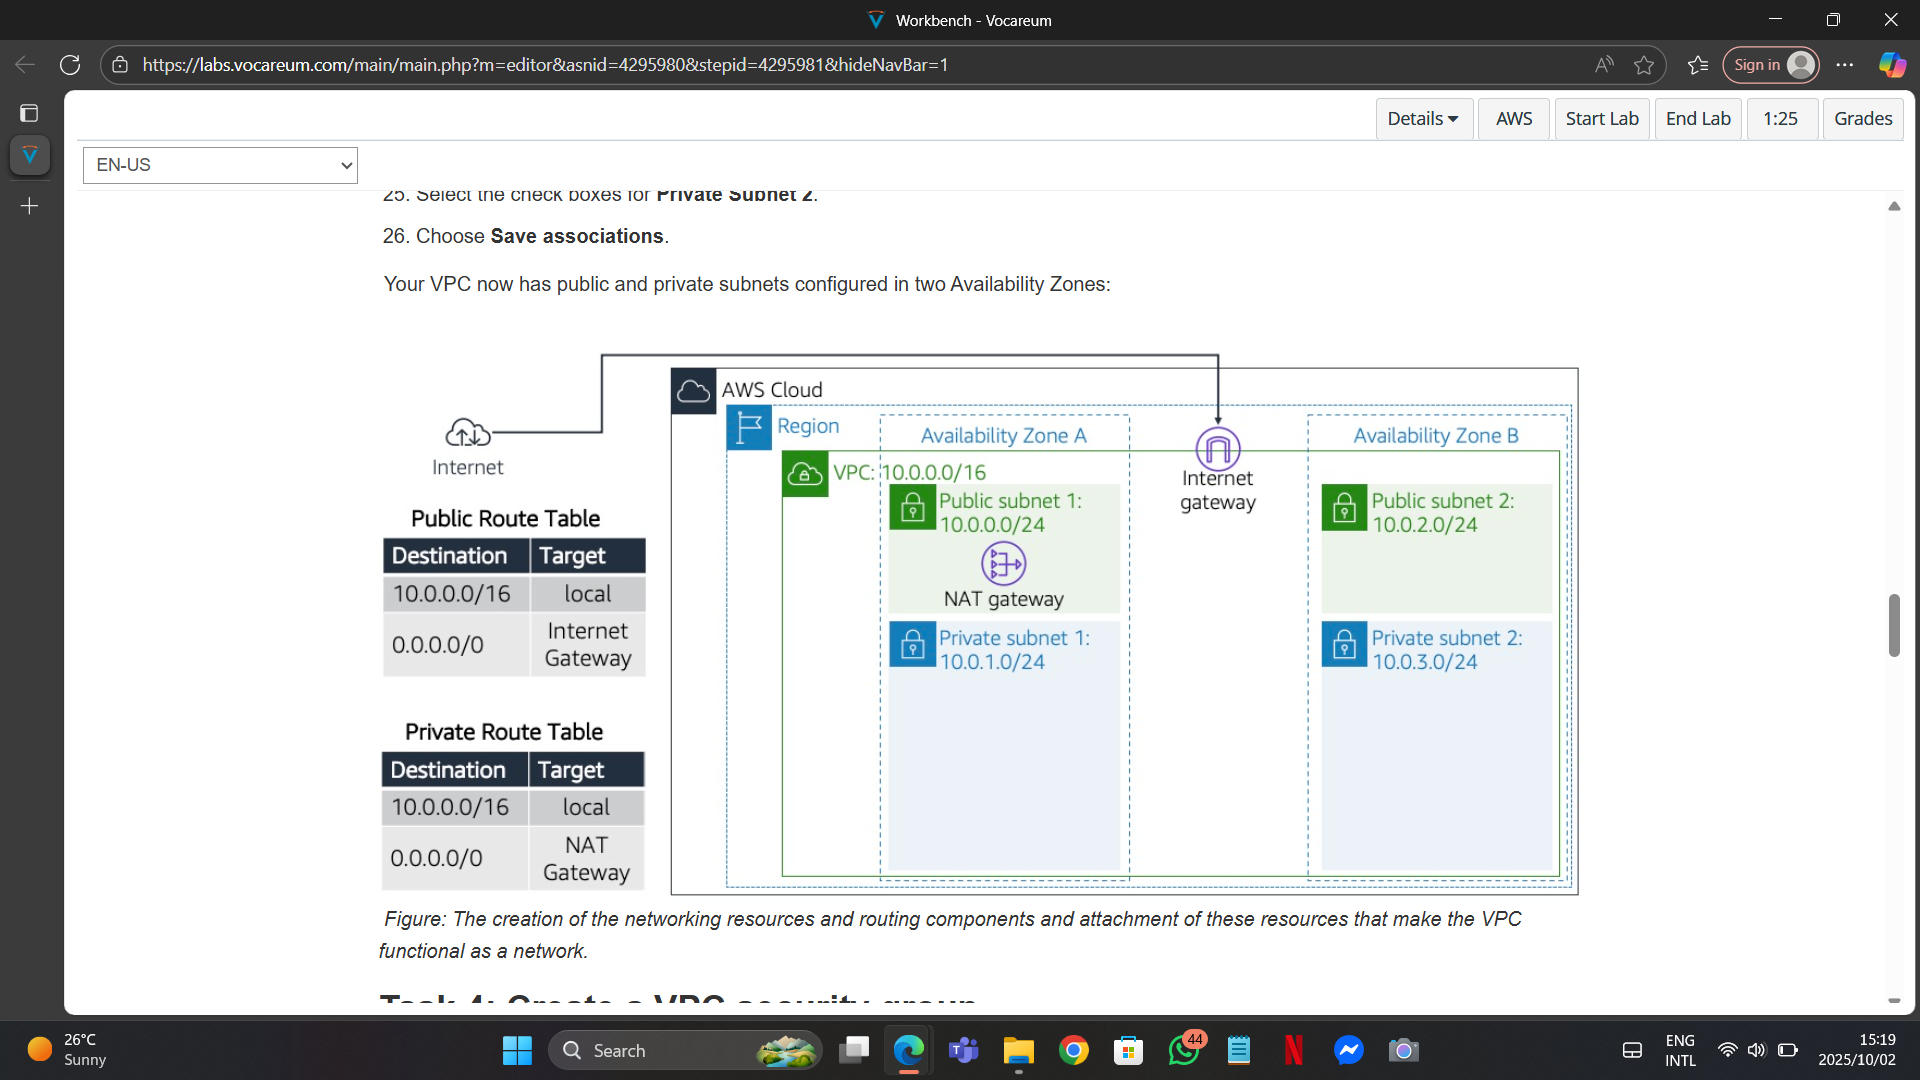 Workbench - Vocareum
https://labs.vocareum.com/main/main.php?m=editor&asnid=4295980&stepid=4295981&hideNavBar=1
Sign in
Details
AWS
Start Lab
End Lab
1:25
Grades
EN-US
25. Select the check boxes for Private Subnet 2.
26. Choose Save associations.
Your VPC now has public and private subnets configured in two Availability Zones:
Internet
Public Route Table
Destination Target
10.0.0.0/16 local
0.0.0.0/0 Internet
Gateway
Private Route Table
Destination Target
10.0.0.0/16 local
0.0.0.0/0 NAT
Gateway
AWS Cloud
Region
Availability Zone A
Availability Zone B
VPC: 10.0.0.0/16
Internet
gateway
Public subnet 1:
10.0.0.0/24
NAT gateway
Public subnet 2:
10.0.2.0/24
Private subnet 1:
10.0.1.0/24
Private subnet 2:
10.0.3.0/24
Figure: The creation of the networking resources and routing components and attachment of these resources that make the VPC
functional as a network.
Task 4: Create a VPC security group
26°C
Sunny
Search
44
ENG
INTL
15:19
2025/10/02